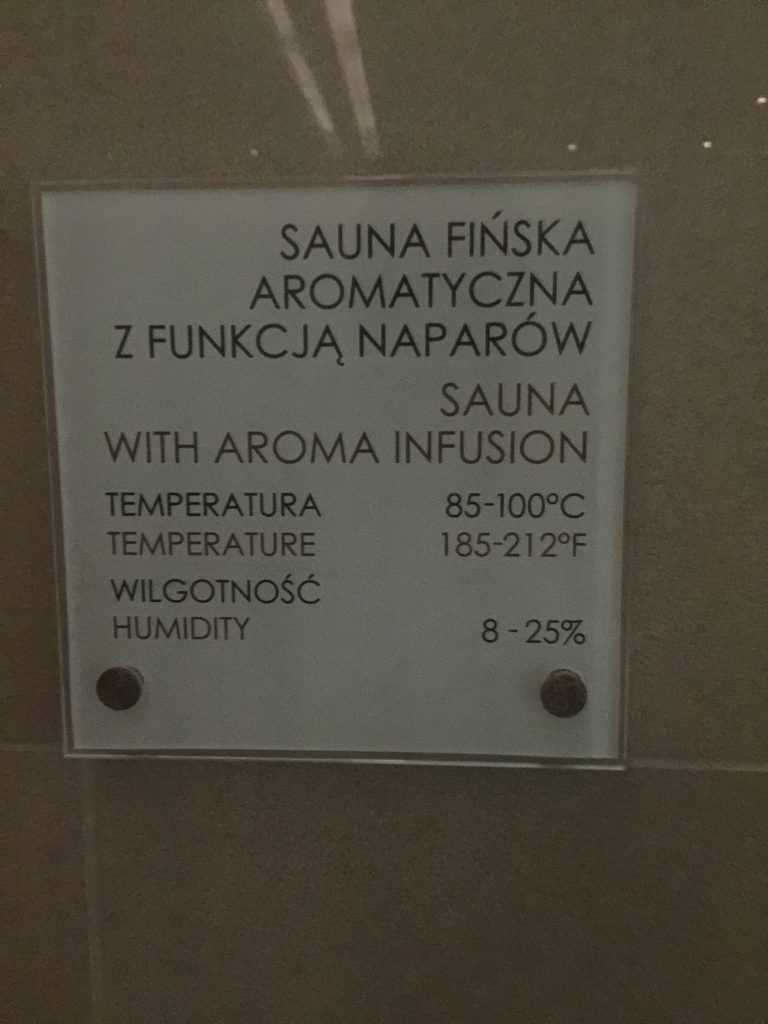 SAUNA FIŃSKA
AROMATYCZNA
Z FUNKCJĄ NAPARÓW
SAUNA
WITH AROMA INFUSION
TEMPERATURA 85-100°C
TEMPERATURE 185-212°F
WILGOTNOŚĆ
HUMIDITY 8 - 25%